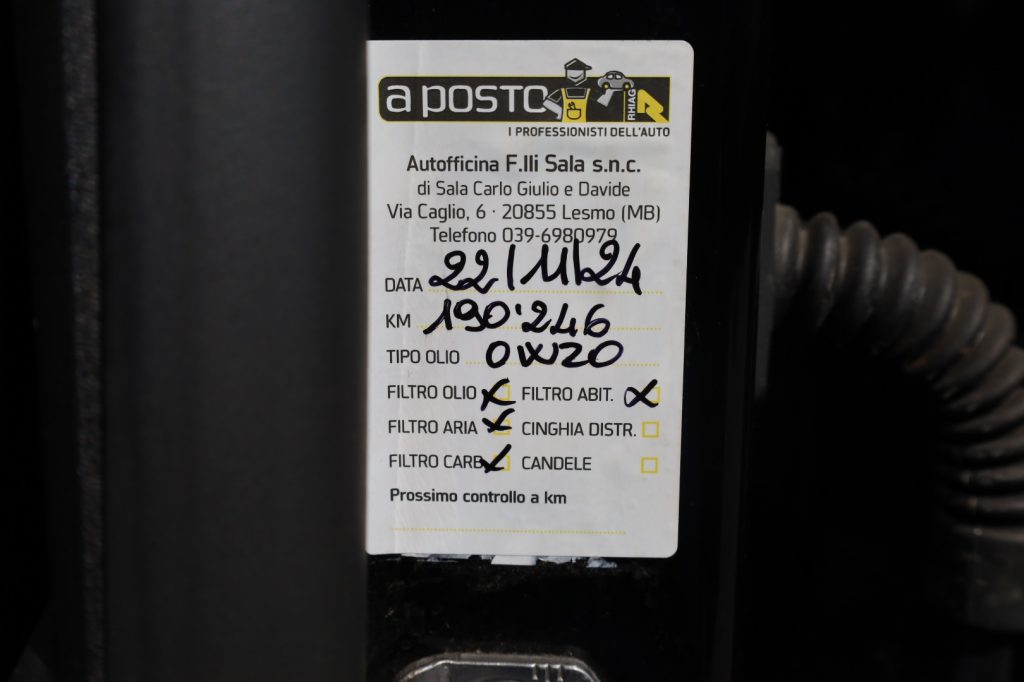 a POSTO
RHIAG
I PROFESSIONISTI DELL'AUTO
Autofficina F.lli Sala s.n.c.
di Sala Carlo Giulio e Davide
Via Caglio, 6 · 20855 Lesmo (MB)
Telefono 039-6980979
DATA 22/11/24
KM 190'246
TIPO OLIO 0W20
FILTRO OLIO X FILTRO ABIT. X
FILTRO ARIA X CINGHIA DISTR.
FILTRO CARB X CANDELE
Prossimo controllo a km